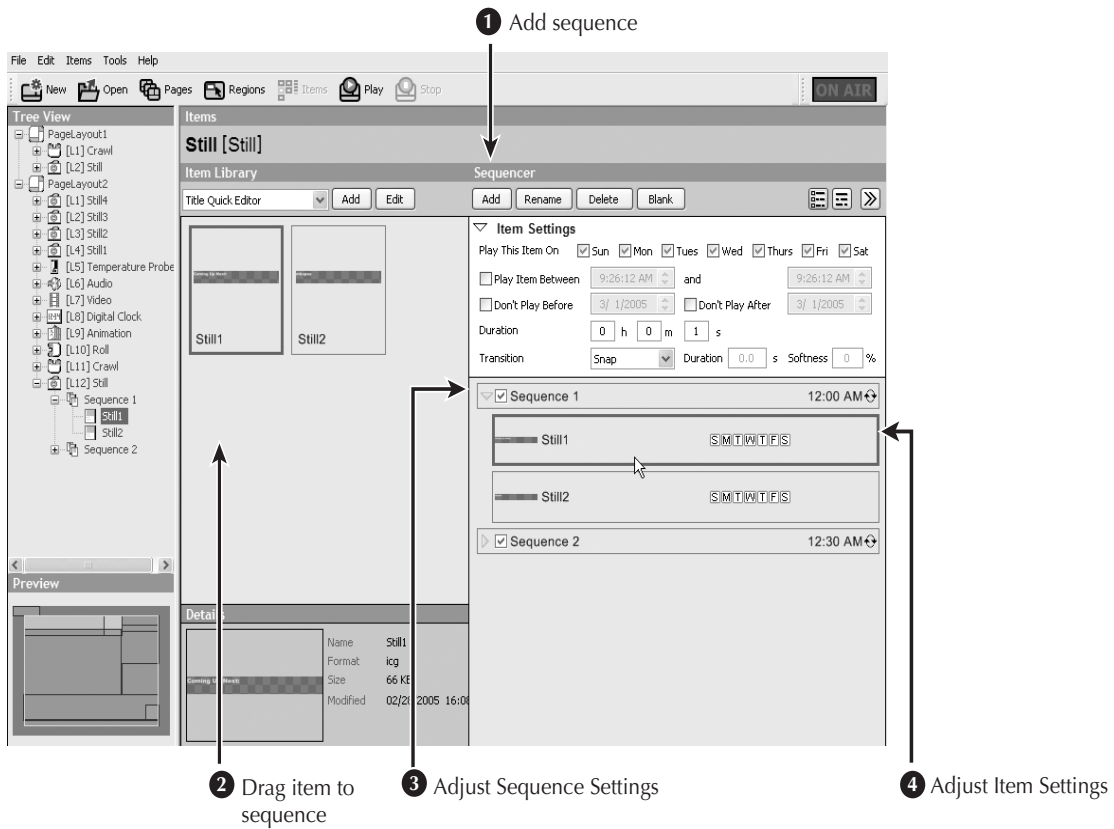 1 Add sequence
File Edit Items Tools Help
New Open Pages Regions Items Play Stop ON AIR
Tree View
PageLayout1
[L1] Crawl
[L2] Still
PageLayout2
[L1] Still4
[L2] Still3
[L3] Still2
[L4] Still1
[L5] Temperature Probe
[L6] Audio
[L7] Video
[L8] Digital Clock
[L9] Animation
[L10] Roll
[L11] Crawl
[L12] Still
Sequence 1
Still1
Still2
Sequence 2
Preview
Items
Still [Still]
Item Library
Title Quick Editor Add Edit
Coming Up Next:
Still1 Still2
Details
Coming Up Next:
Name Still1
Format icg
Size 66 KB
Modified 02/28/2005 16:08
Sequencer
Add Rename Delete Blank
Item Settings
Play This Item On Sun Mon Tues Wed Thurs Fri Sat
Play Item Between 9:26:12 AM and 9:26:12 AM
Don't Play Before 3/ 1/2005 Don't Play After 3/ 1/2005
Duration 0 h 0 m 1 s
Transition Snap Duration 0.0 s Softness 0 %
Sequence 1 12:00 AM
Still1 S M T W T F S
Still2 S M T W T F S
Sequence 2 12:30 AM
2 Drag item to
sequence
3 Adjust Sequence Settings
4 Adjust Item Settings